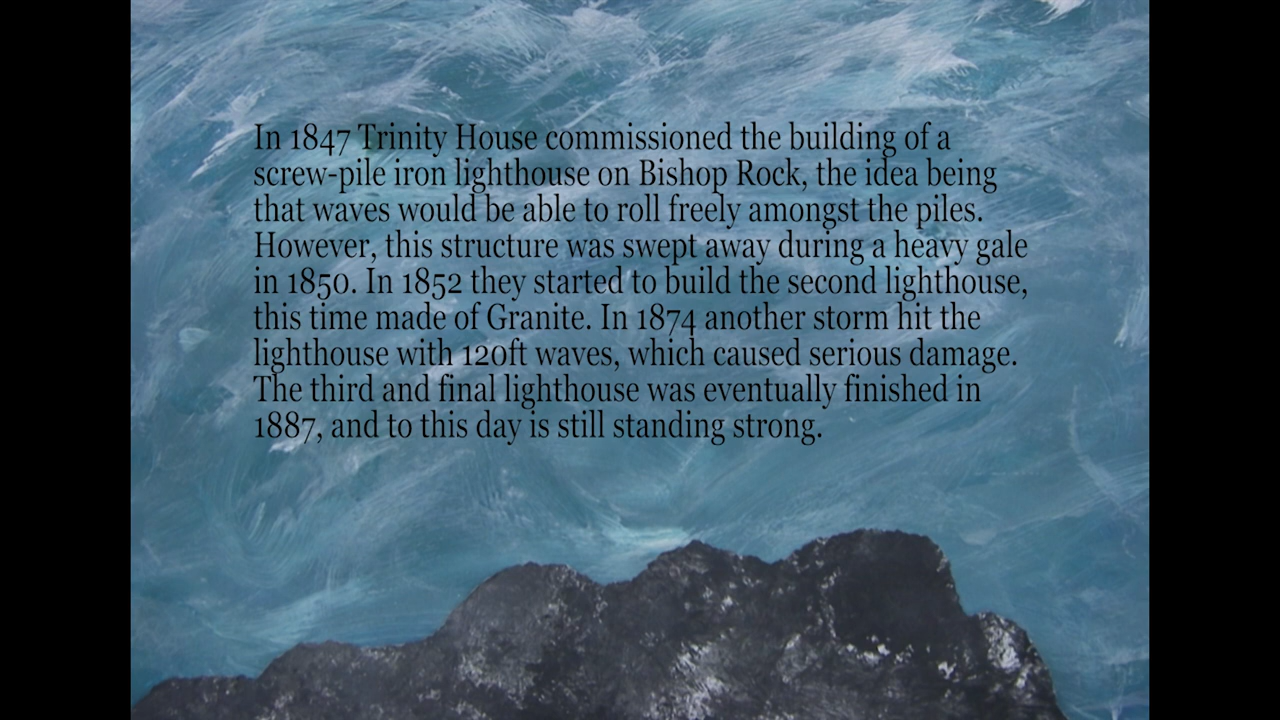 In 1847 Trinity House commissioned the building of a
screw-pile iron lighthouse on Bishop Rock, the idea being
that waves would be able to roll freely amongst the piles.
However, this structure was swept away during a heavy gale
in 1850. In 1852 they started to build the second lighthouse,
this time made of Granite. In 1874 another storm hit the
lighthouse with 120ft waves, which caused serious damage.
The third and final lighthouse was eventually finished in
1887, and to this day is still standing strong.